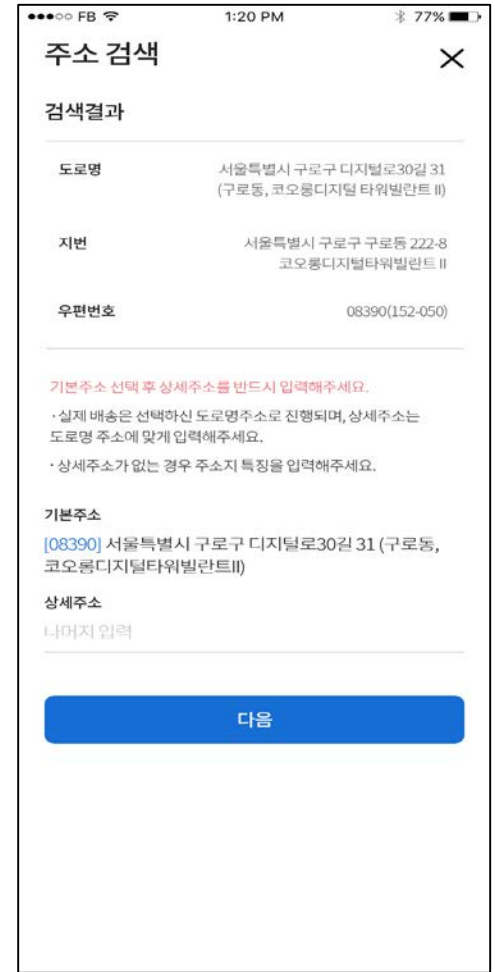 FB 1:20 PM 77%
주소 검색
검색결과
도로명 서울특별시 구로구 디지털로30길 31
(구로동, 코오롱디지털 타워빌란트 II)
지번 서울특별시 구로구 구로동 222-8
코오롱디지털타워빌란트 II
우편번호 08390(152-050)
기본주소 선택 후 상세주소를 반드시 입력해주세요.
·실제 배송은 선택하신 도로명주소로 진행되며, 상세주소는
도로명 주소에 맞게 입력해주세요.
·상세주소가 없는 경우 주소지 특징을 입력해주세요.
기본주소
[08390] 서울특별시 구로구 디지털로30길 31 (구로동,
코오롱디지털타워빌란트II)
상세주소
나머지 입력
다음